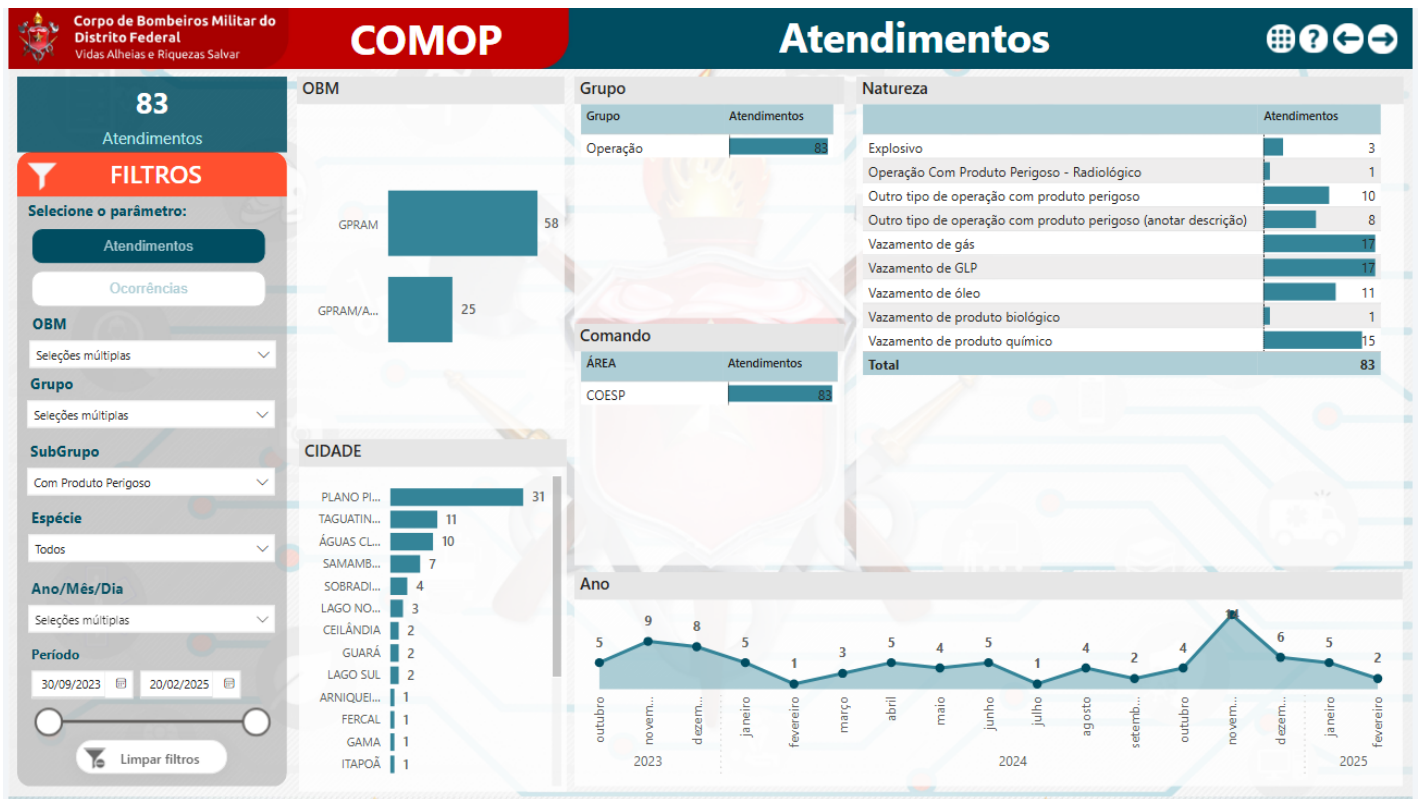 Corpo de Bombeiros Militar do
Distrito Federal
Vidas Alheias e Riquezas Salvar
COMOP
Atendimentos
83
Atendimentos
FILTROS
Selecione o parâmetro:
Atendimentos
Ocorrências
OBM
Seleções múltiplas
Grupo
Seleções múltiplas
SubGrupo
Com Produto Perigoso
Espécie
Todos
Ano/Mês/Dia
Seleções múltiplas
Período
30/09/2023 20/02/2025
Limpar filtros
OBM
GPRAM 58
GPRAM/A... 25
CIDADE
PLANO PI... 31
TAGUATIN... 11
ÁGUAS CL... 10
SAMAMB... 7
SOBRADI... 4
LAGO NO... 3
CEILÂNDIA 2
GUARÁ 2
LAGO SUL 2
ARNIQUEI... 1
FERCAL 1
GAMA 1
ITAPOÃ 1
Grupo
Grupo Atendimentos
Operação 83
Comando
ÁREA Atendimentos
COESP 83
Natureza
Atendimentos
Explosivo 3
Operação Com Produto Perigoso - Radiológico 1
Outro tipo de operação com produto perigoso 10
Outro tipo de operação com produto perigoso (anotar descrição) 8
Vazamento de gás 17
Vazamento de GLP 17
Vazamento de óleo 11
Vazamento de produto biológico 1
Vazamento de produto químico 15
Total 83
Ano
5 9 8 5 1 3 5 4 5 1 4 2 4 14 6 5 2
outubro novem... dezem... janeiro fevereiro março abril maio junho julho agosto setemb... outubro novem... dezem... janeiro fevereiro
2023 2024 2025